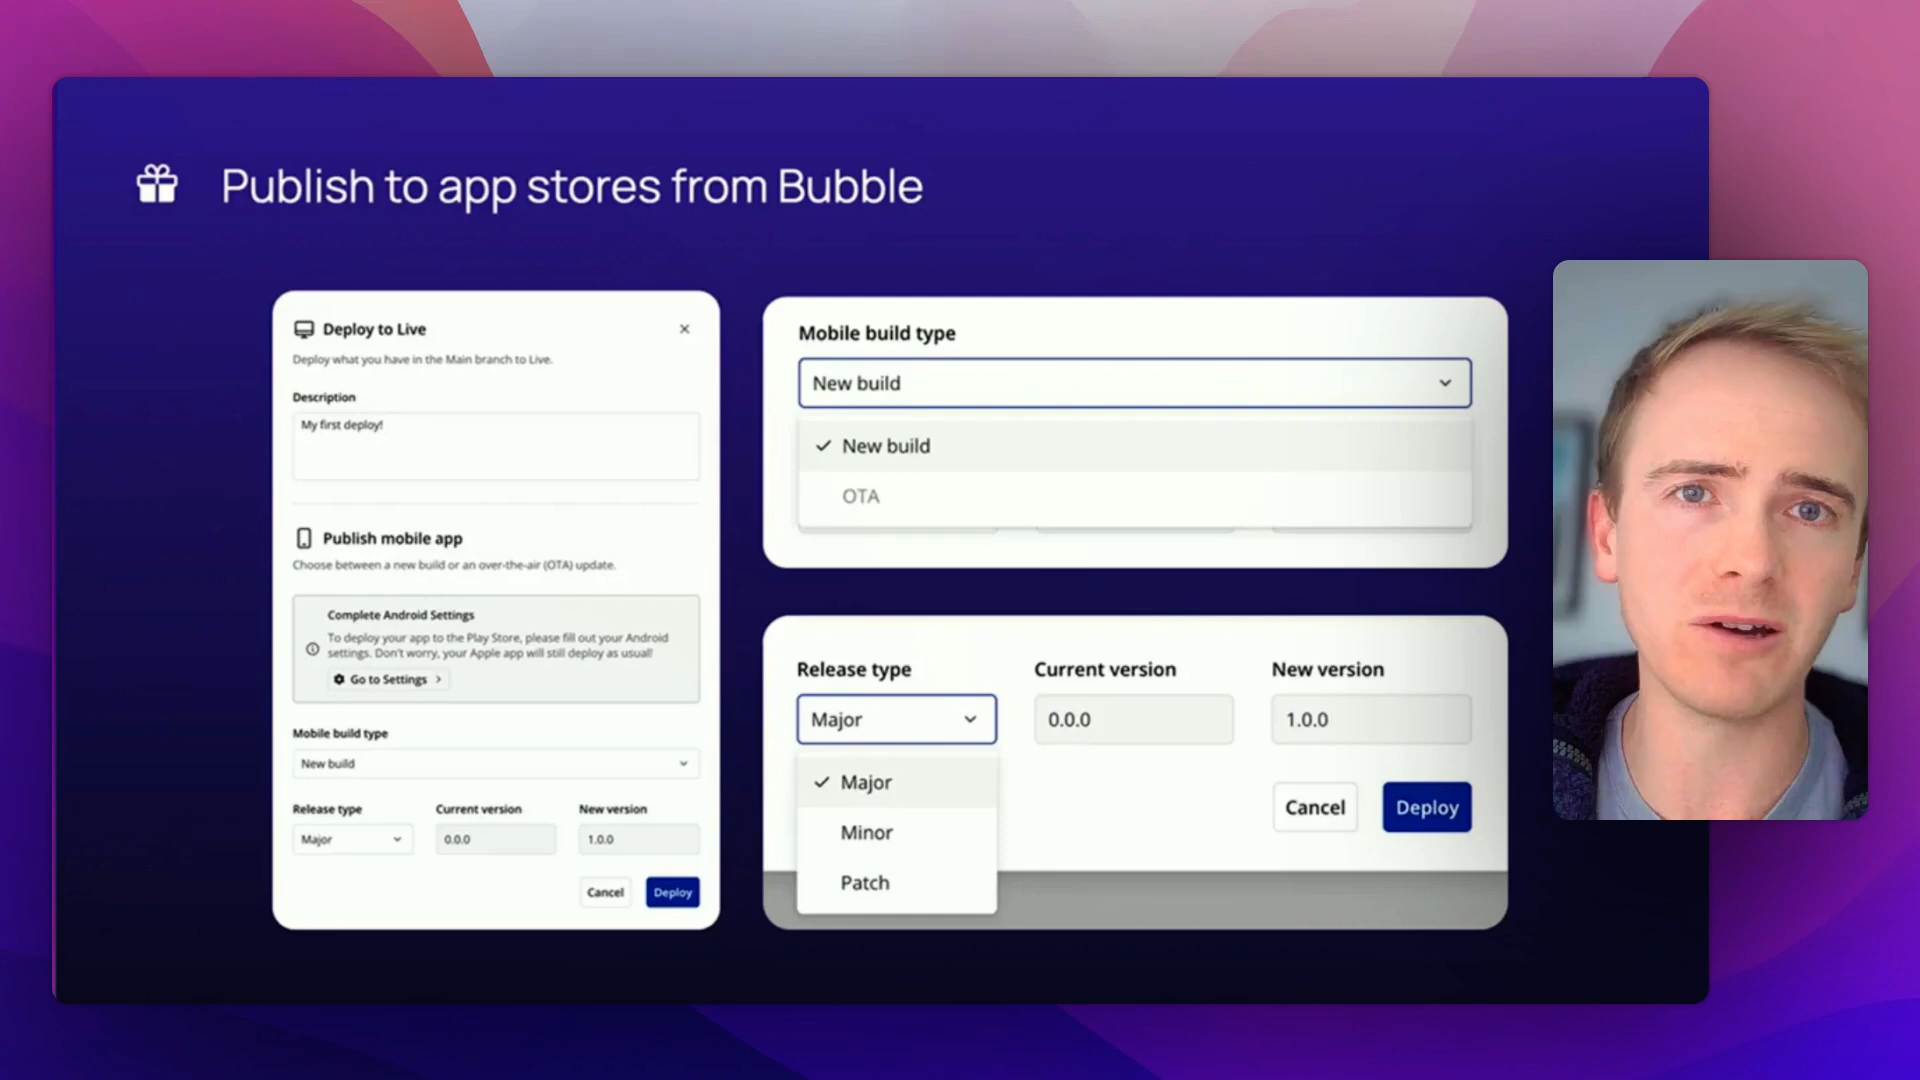 Publish to app stores from Bubble
Deploy to Live
Deploy what you have in the Main branch to Live.
Description
My first deploy!
Publish mobile app
Choose between a new build or an over-the-air (OTA) update.
Complete Android Settings
To deploy your app to the Play Store, please fill out your Android
settings. Don't worry, your Apple app will still deploy as usual!
Go to Settings
Mobile build type
New build
Release type Current version New version
Major 0.0.0 1.0.0
Cancel Deploy
Mobile build type
New build
New build
OTA
Release type Current version New version
Major 0.0.0 1.0.0
Major
Minor
Patch
Cancel Deploy